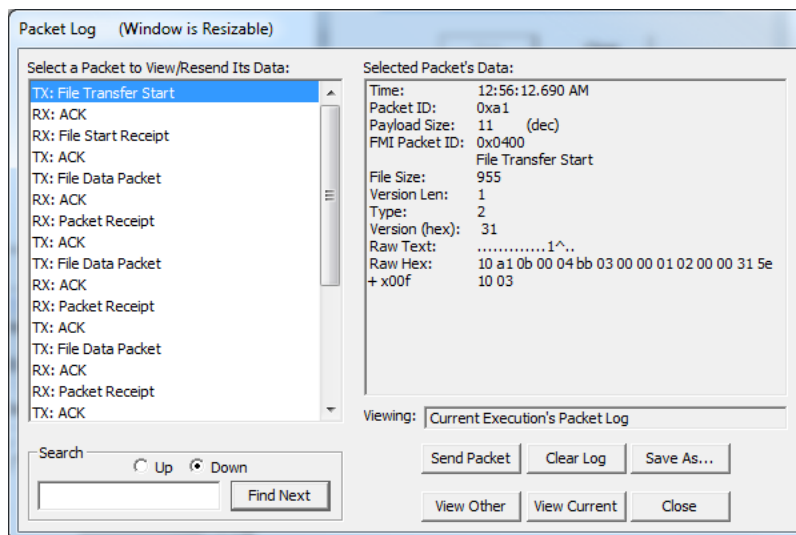 Packet Log (Window is Resizable)
Select a Packet to View/Resend Its Data:
TX: File Transfer Start
RX: ACK
RX: File Start Receipt
TX: ACK
TX: File Data Packet
RX: ACK
RX: Packet Receipt
TX: ACK
TX: File Data Packet
RX: ACK
RX: Packet Receipt
TX: ACK
TX: File Data Packet
RX: ACK
RX: Packet Receipt
TX: ACK
Search
Up Down
Find Next
Selected Packet's Data:
Time: 12:56:12.690 AM
Packet ID: 0xa1
Payload Size: 11 (dec)
FMI Packet ID: 0x0400
File Transfer Start
File Size: 955
Version Len: 1
Type: 2
Version (hex): 31
Raw Text: .............1^..
Raw Hex: 10 a1 0b 00 04 bb 03 00 00 01 02 00 00 31 5e
+ x00f 10 03
Viewing: Current Execution's Packet Log
Send Packet Clear Log Save As...
View Other View Current Close